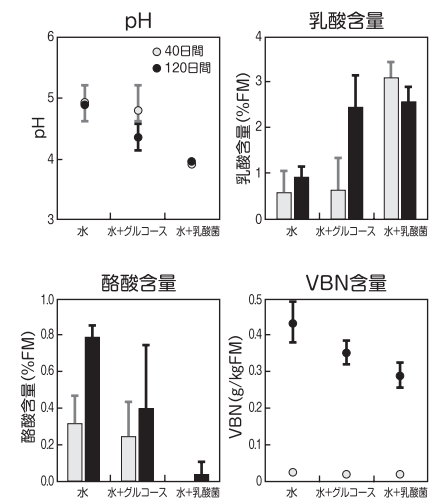 pH
6
5
4
3
pH
○ 40日間
● 120日間
水
水+グルコース
水+乳酸菌
乳酸含量
4
3
2
1
0
乳酸含量(%FM)
水
水+グルコース
水+乳酸菌
酪酸含量
1.0
0.8
0.6
0.4
0.2
0.0
酪酸含量(%FM)
水
水+グルコース
水+乳酸菌
VBN含量
0.5
0.4
0.3
0.2
0.1
0
VBN(g/kgFM)
水
水+グルコース
水+乳酸菌